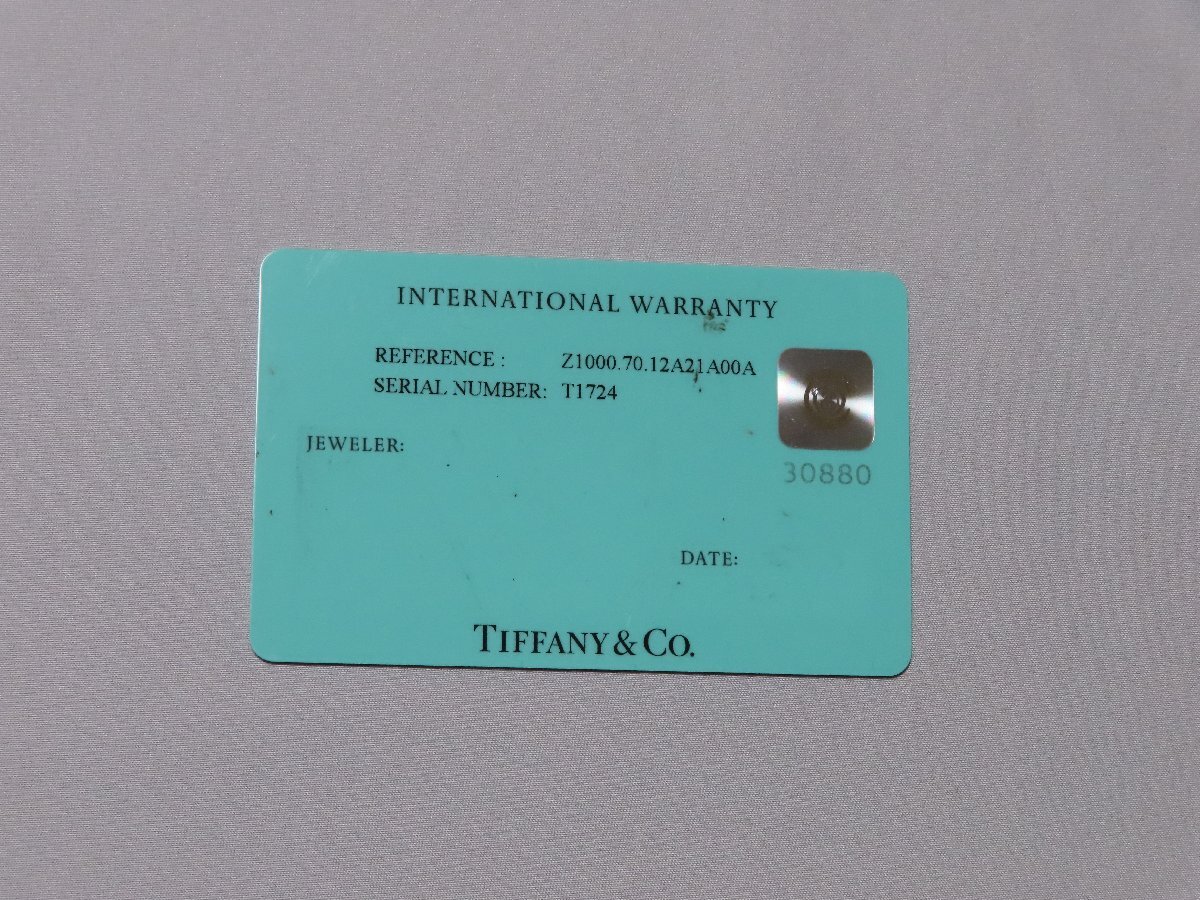 INTERNATIONAL WARRANTY
REFERENCE : Z1000.70.12A21A00A
SERIAL NUMBER: T1724
JEWELER:
30880
DATE:
TIFFANY & CO.